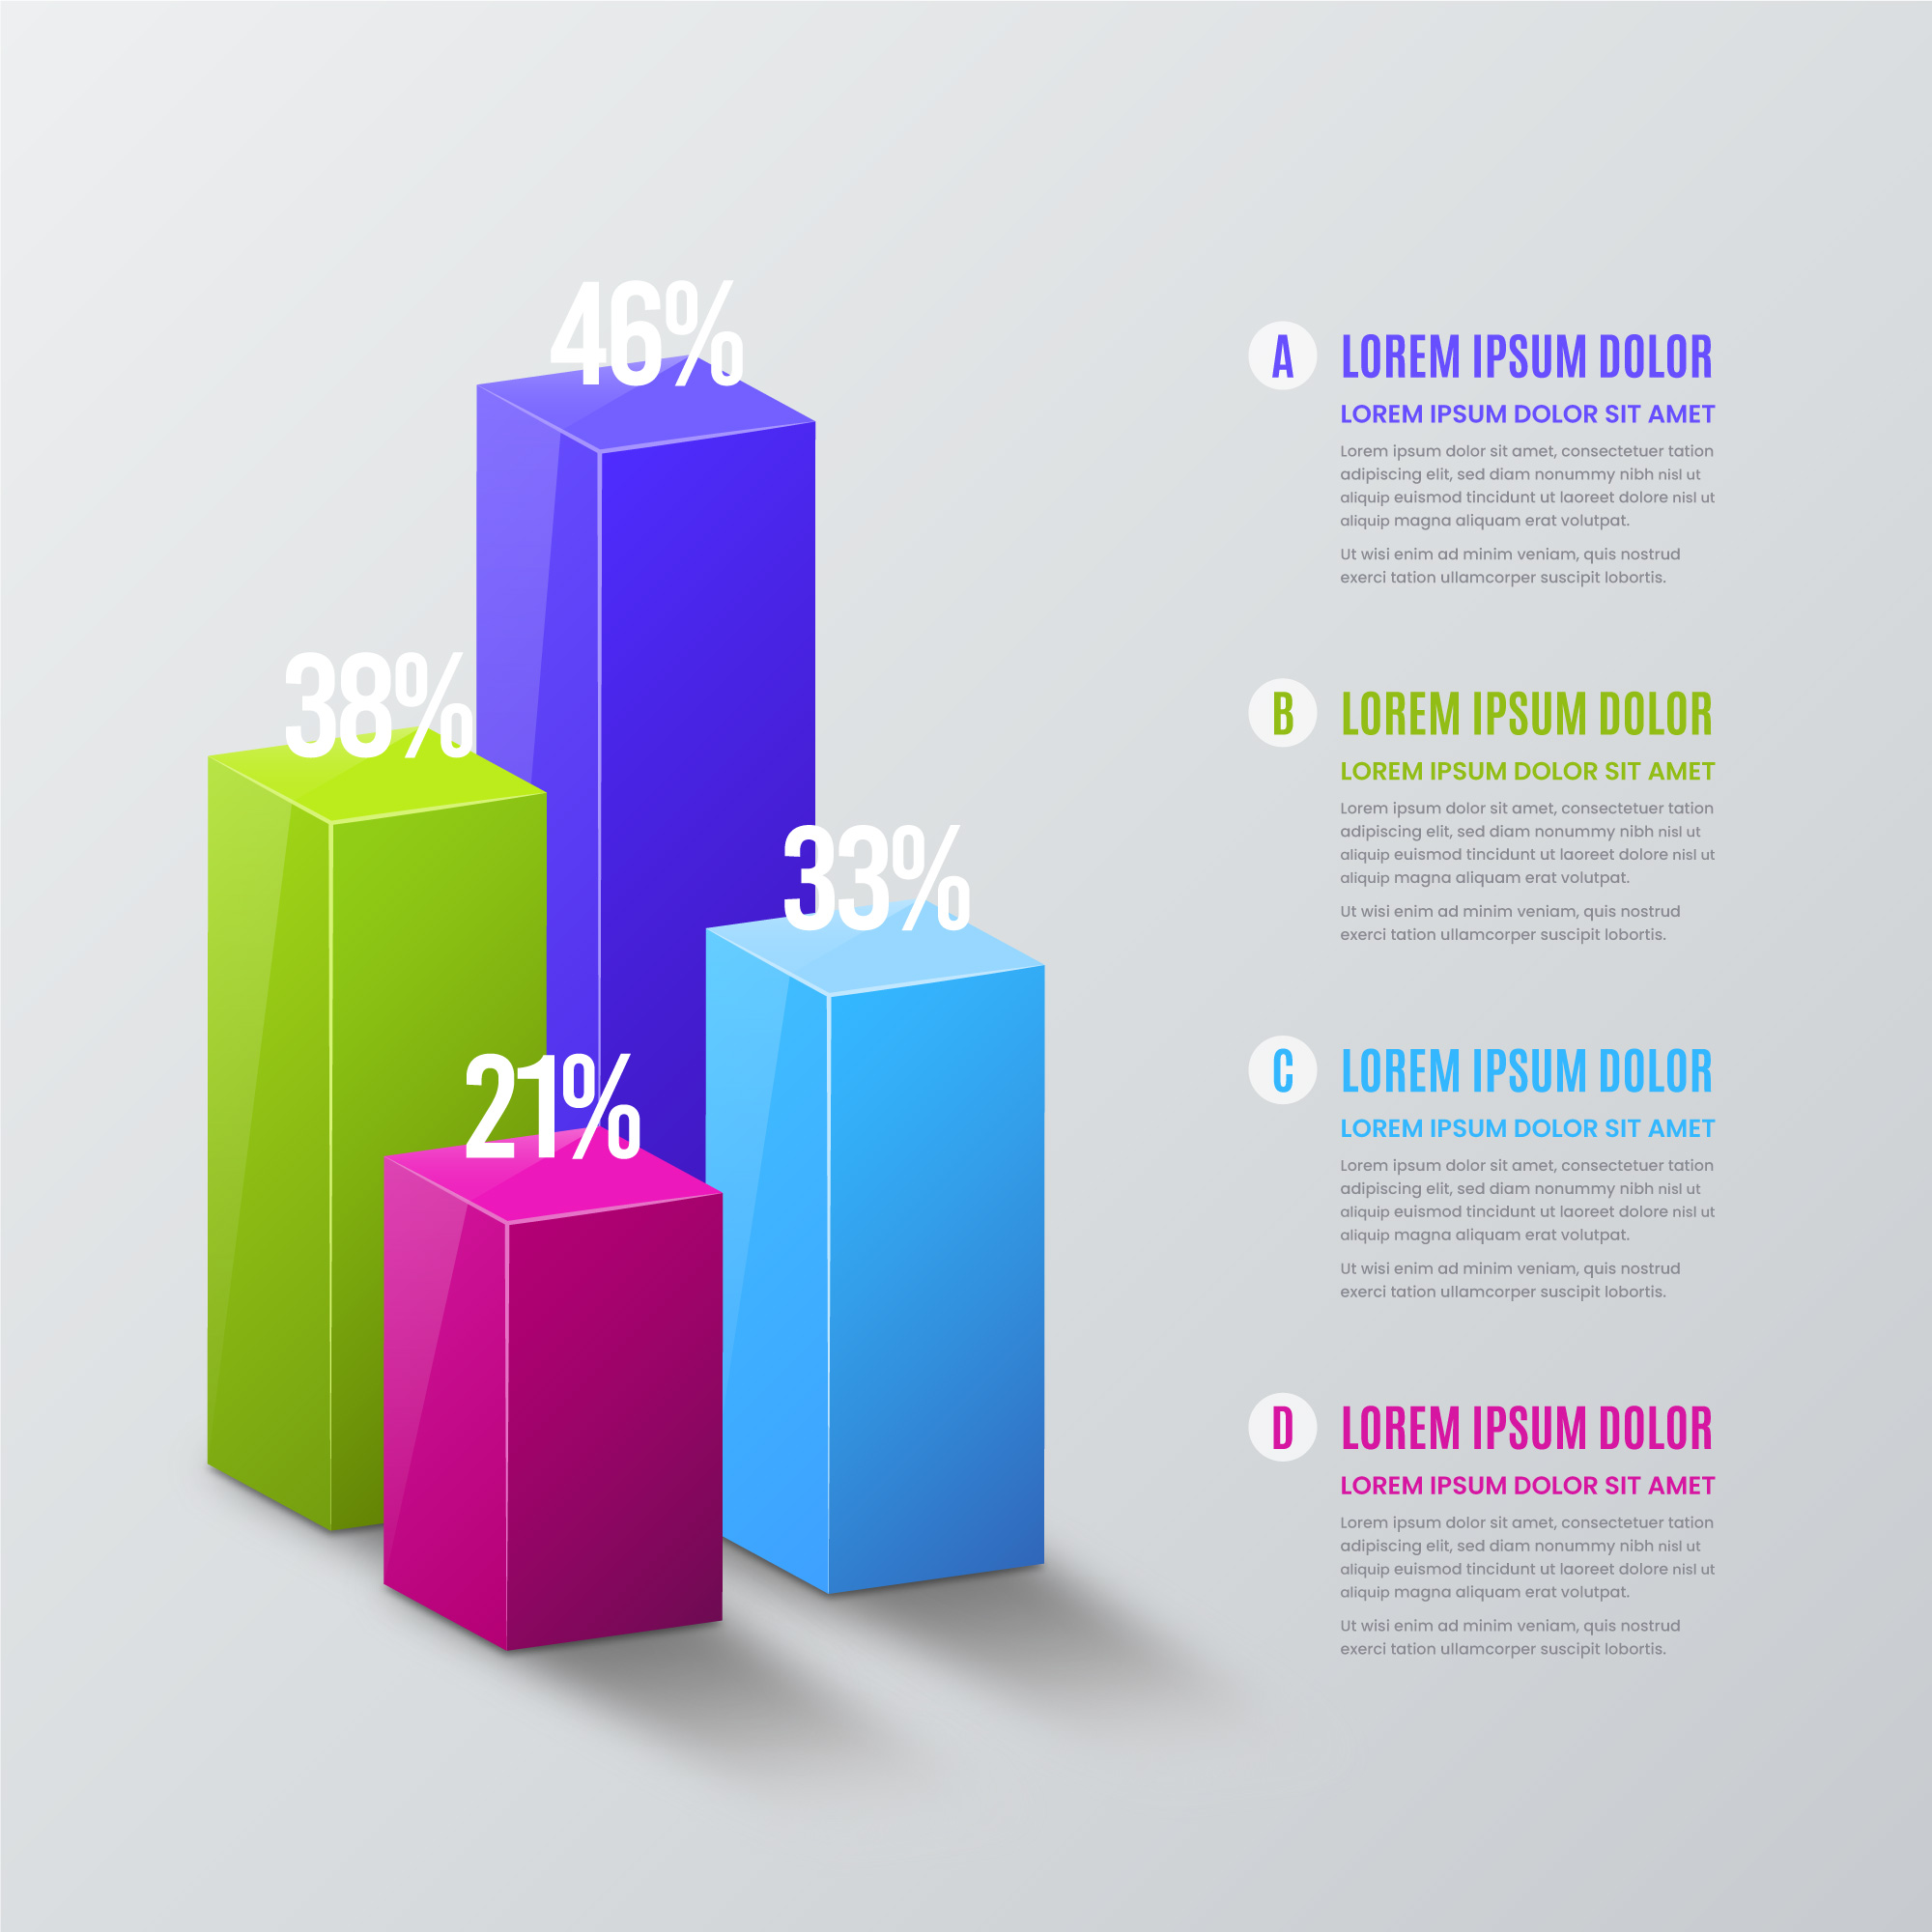 46%
38%
33%
21%
A LOREM IPSUM DOLOR
LOREM IPSUM DOLOR SIT AMET
Lorem ipsum dolor sit amet, consectetuer tation
adipiscing elit, sed diam nonummy nibh nisl ut
aliquip euismod tincidunt ut laoreet dolore nisl ut
aliquip magna aliquam erat volutpat.
Ut wisi enim ad minim veniam, quis nostrud
exerci tation ullamcorper suscipit lobortis.
B LOREM IPSUM DOLOR
LOREM IPSUM DOLOR SIT AMET
Lorem ipsum dolor sit amet, consectetuer tation
adipiscing elit, sed diam nonummy nibh nisl ut
aliquip euismod tincidunt ut laoreet dolore nisl ut
aliquip magna aliquam erat volutpat.
Ut wisi enim ad minim veniam, quis nostrud
exerci tation ullamcorper suscipit lobortis.
C LOREM IPSUM DOLOR
LOREM IPSUM DOLOR SIT AMET
Lorem ipsum dolor sit amet, consectetuer tation
adipiscing elit, sed diam nonummy nibh nisl ut
aliquip euismod tincidunt ut laoreet dolore nisl ut
aliquip magna aliquam erat volutpat.
Ut wisi enim ad minim veniam, quis nostrud
exerci tation ullamcorper suscipit lobortis.
D LOREM IPSUM DOLOR
LOREM IPSUM DOLOR SIT AMET
Lorem ipsum dolor sit amet, consectetuer tation
adipiscing elit, sed diam nonummy nibh nisl ut
aliquip euismod tincidunt ut laoreet dolore nisl ut
aliquip magna aliquam erat volutpat.
Ut wisi enim ad minim veniam, quis nostrud
exerci tation ullamcorper suscipit lobortis.